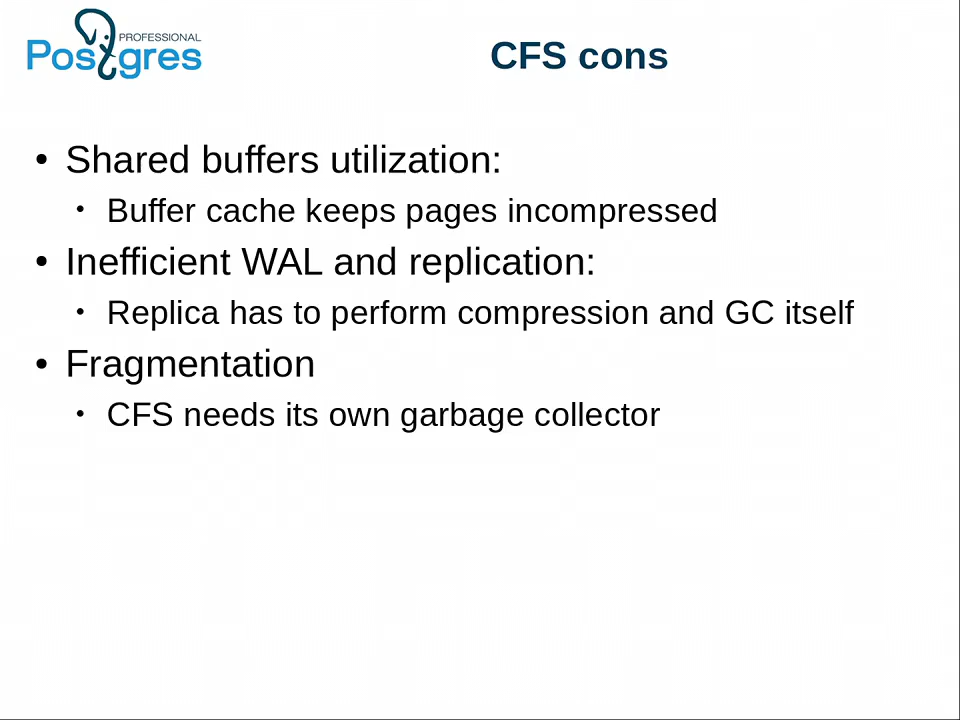 PROFESSIONAL
Postgres
CFS cons
• Shared buffers utilization:
• Buffer cache keeps pages incompressed
• Inefficient WAL and replication:
• Replica has to perform compression and GC itself
• Fragmentation
• CFS needs its own garbage collector